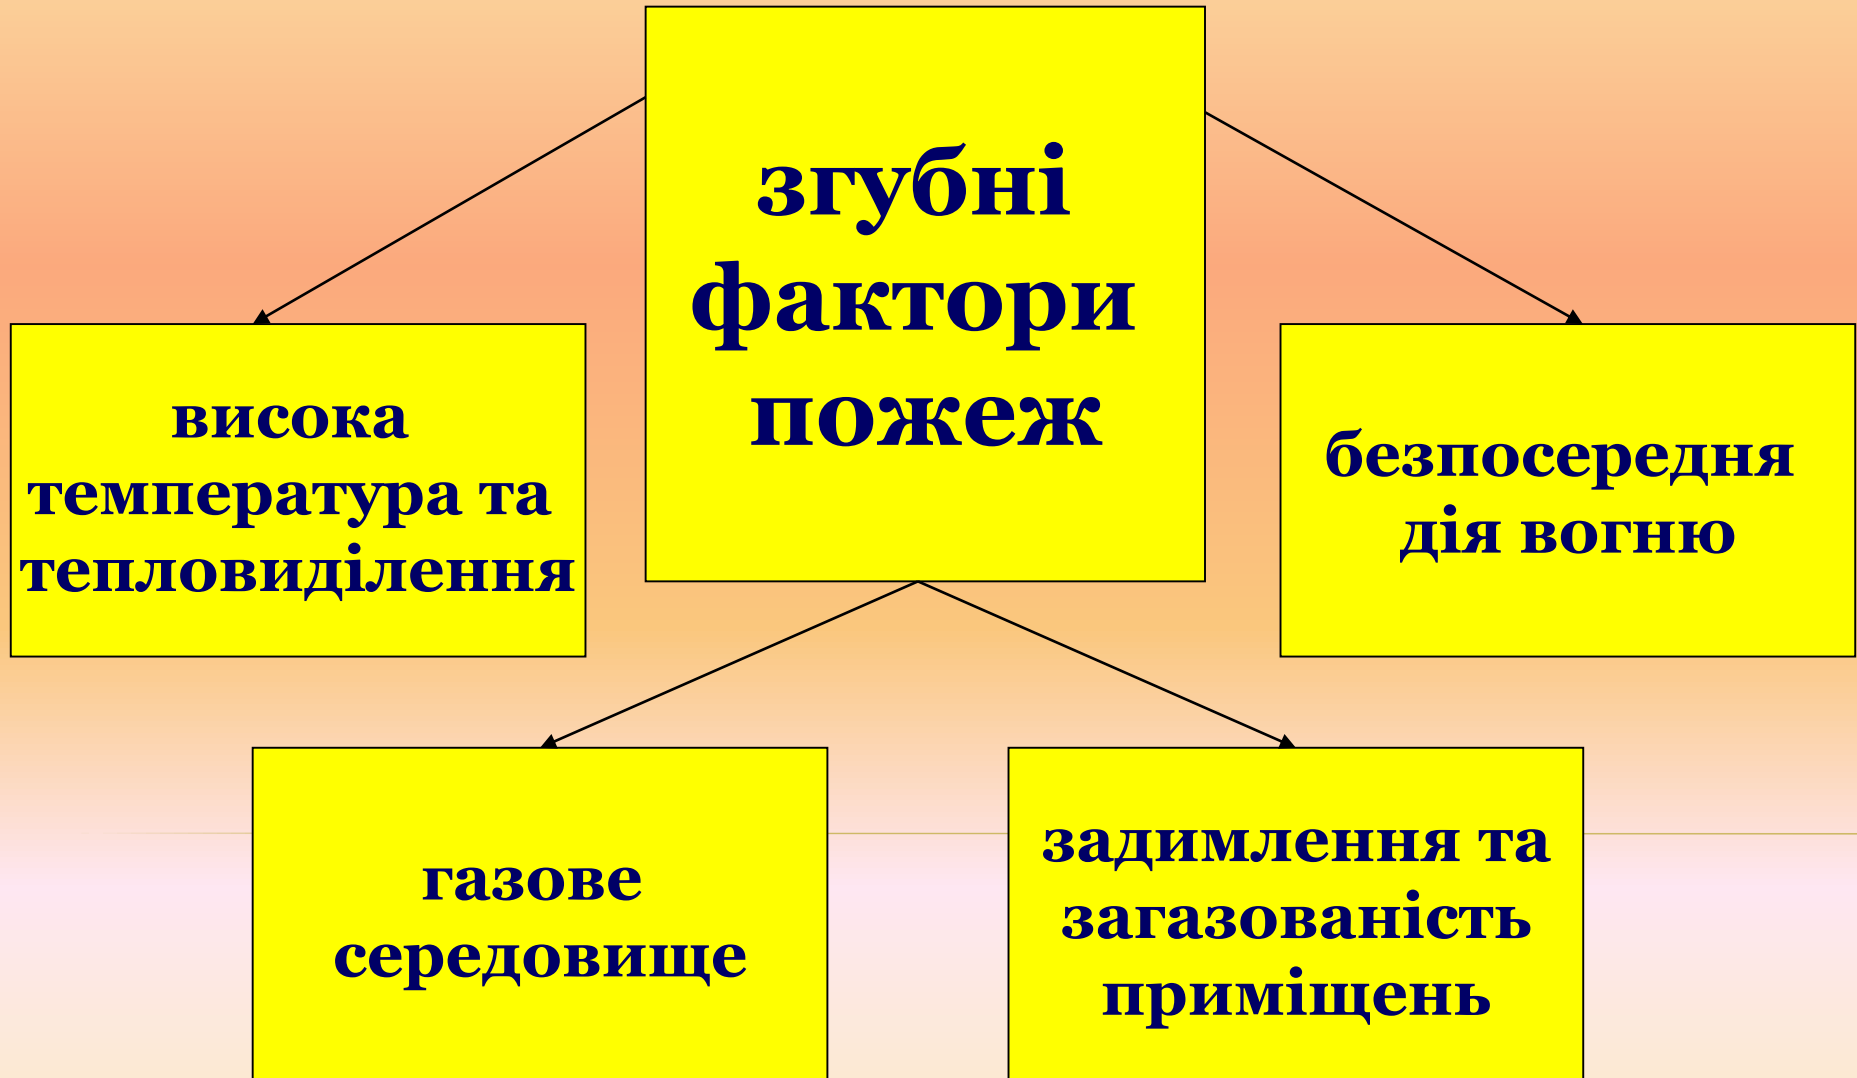 згубні
фактори
пожеж
висока
температура та
тепловиділення
безпосередня
дія вогню
газове
середовище
задимлення та
загазованість
приміщень